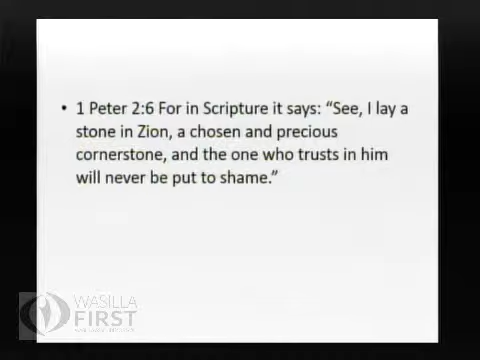 • 1 Peter 2:6 For in Scripture it says: “See, I lay a
stone in Zion, a chosen and precious
cornerstone, and the one who trusts in him
will never be put to shame.”
WASILLA
FIRST